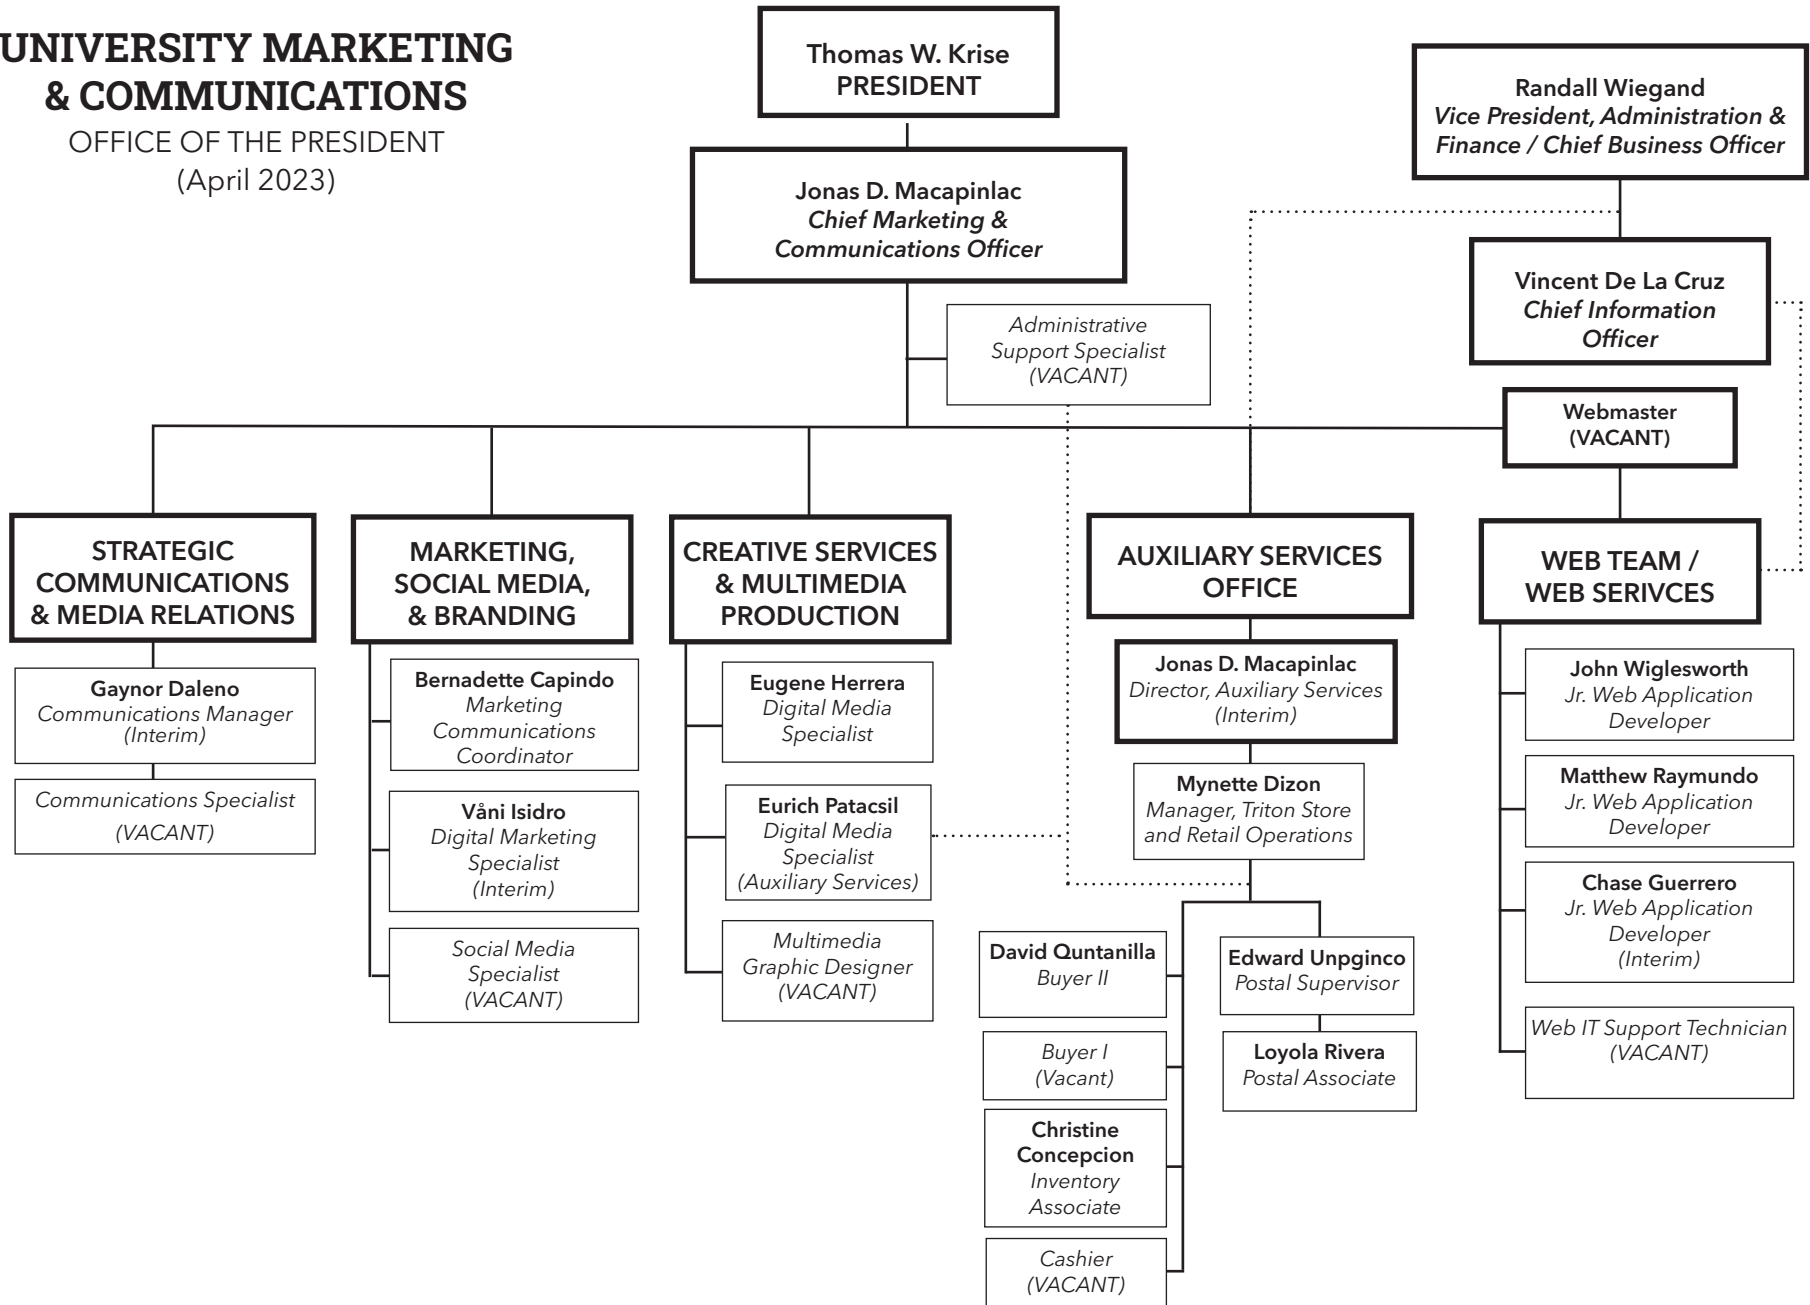 UNIVERSITY MARKETING
& COMMUNICATIONS
OFFICE OF THE PRESIDENT
(April 2023)
Thomas W. Krise
PRESIDENT
Jonas D. Macapinlac
Chief Marketing &
Communications Officer
Randall Wiegand
Vice President, Administration &
Finance / Chief Business Officer
Vincent De La Cruz
Chief Information
Officer
Administrative
Support Specialist
(VACANT)
Webmaster
(VACANT)
STRATEGIC
COMMUNICATIONS
& MEDIA RELATIONS
Gaynor Daleno
Communications Manager
(Interim)
Communications Specialist
(VACANT)
MARKETING,
SOCIAL MEDIA,
& BRANDING
Bernadette Capindo
Marketing
Communications
Coordinator
Våni Isidro
Digital Marketing
Specialist
(Interim)
Social Media
Specialist
(VACANT)
CREATIVE SERVICES
& MULTIMEDIA
PRODUCTION
Eugene Herrera
Digital Media
Specialist
Eurich Patacsil
Digital Media
Specialist
(Auxiliary Services)
Multimedia
Graphic Designer
(VACANT)
AUXILIARY SERVICES
OFFICE
Jonas D. Macapinlac
Director, Auxiliary Services
(Interim)
Mynette Dizon
Manager, Triton Store
and Retail Operations
David Quntanilla
Buyer II
Buyer I
(Vacant)
Christine
Concepcion
Inventory
Associate
Cashier
(VACANT)
Edward Unpginco
Postal Supervisor
Loyola Rivera
Postal Associate
WEB TEAM /
WEB SERIVCES
John Wiglesworth
Jr. Web Application
Developer
Matthew Raymundo
Jr. Web Application
Developer
Chase Guerrero
Jr. Web Application
Developer
(Interim)
Web IT Support Technician
(VACANT)